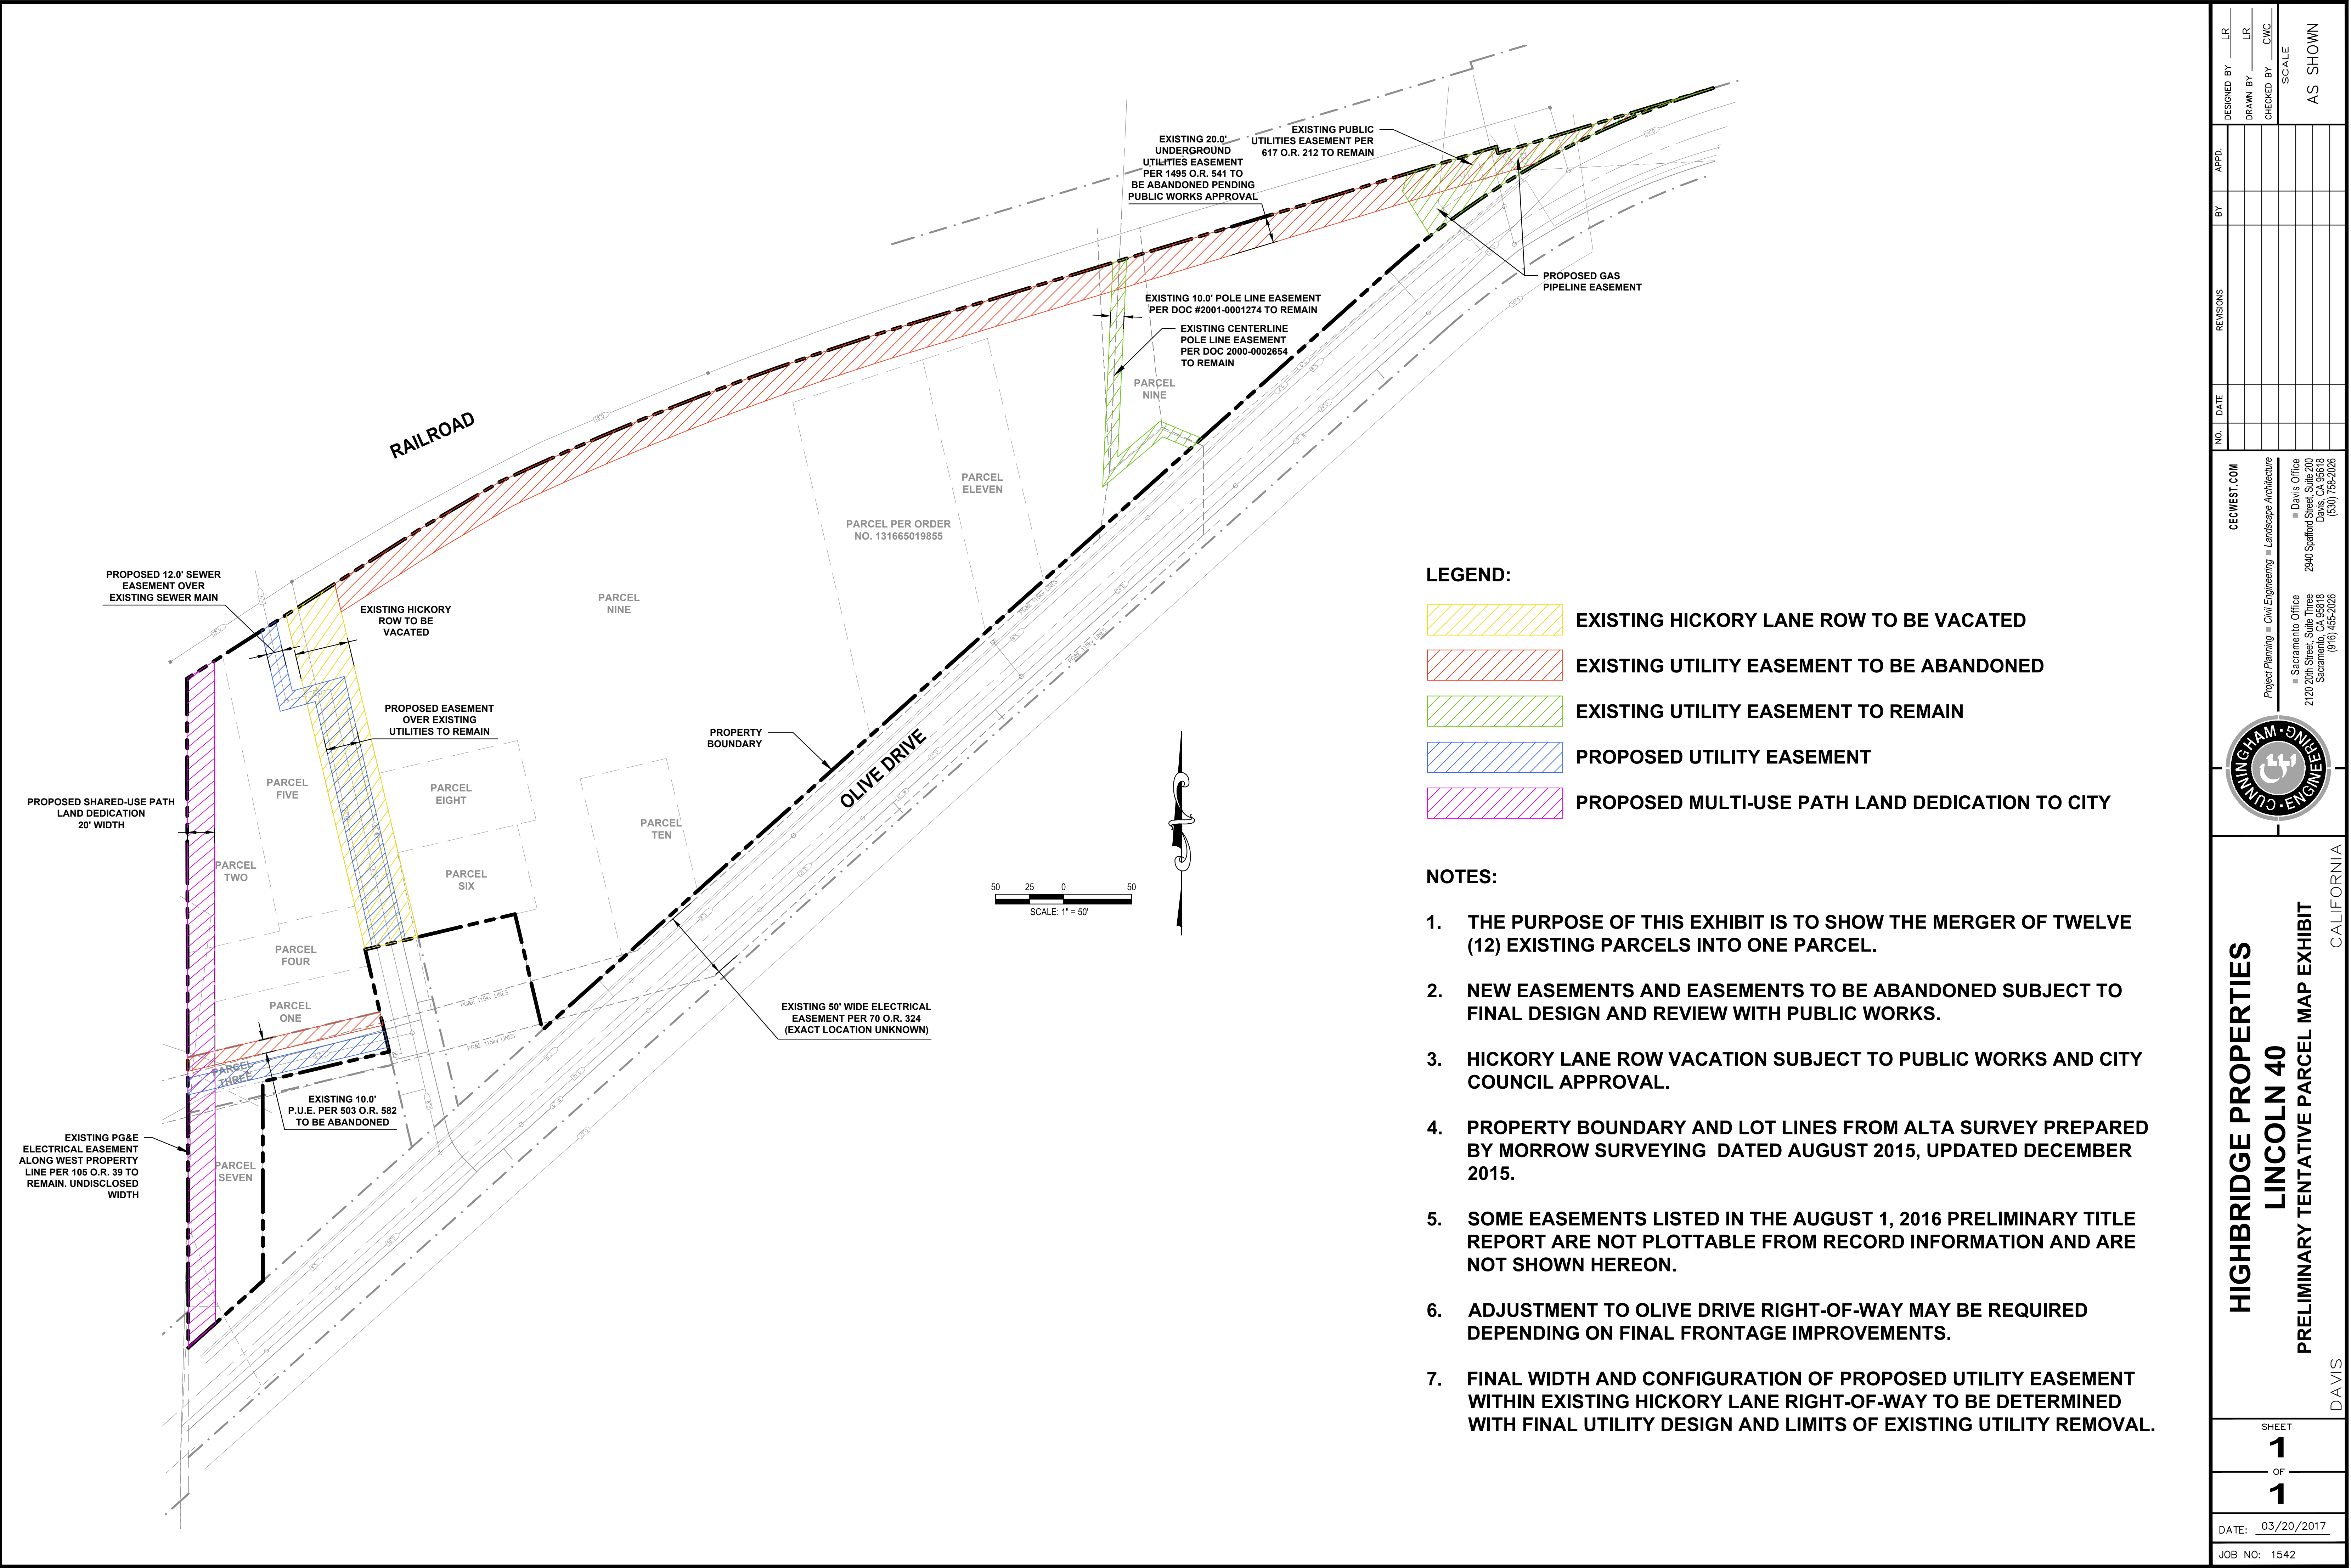 EXISTING 20.0'
UNDERGROUND
UTILITIES EASEMENT
PER 1495 O.R. 541 TO
BE ABANDONED PENDING
PUBLIC WORKS APPROVAL
EXISTING PUBLIC
UTILITIES EASEMENT PER
617 O.R. 212 TO REMAIN
PROPOSED GAS
PIPELINE EASEMENT
EXISTING 10.0' POLE LINE EASEMENT
PER DOC #2001-0001274 TO REMAIN
EXISTING CENTERLINE
POLE LINE EASEMENT
PER DOC 2000-0002654
TO REMAIN
PARCEL
NINE
RAILROAD
PARCEL
ELEVEN
PARCEL PER ORDER
NO. 131665019855
PARCEL
NINE
PROPOSED 12.0' SEWER
EASEMENT OVER
EXISTING SEWER MAIN
EXISTING HICKORY
ROW TO BE
VACATED
PROPOSED EASEMENT
OVER EXISTING
UTILITIES TO REMAIN
PROPERTY
BOUNDARY
OLIVE DRIVE
PG&E 115kv LINES
PG&E 115kv LINES
PARCEL
FIVE
PARCEL
EIGHT
PARCEL
TEN
PROPOSED SHARED-USE PATH
LAND DEDICATION
20' WIDTH
PARCEL
TWO
PARCEL
SIX
PARCEL
FOUR
PARCEL
ONE
PG&E 115kv LINES
PG&E 115kv LINES
PARCEL
THREE
EXISTING 50' WIDE ELECTRICAL
EASEMENT PER 70 O.R. 324
(EXACT LOCATION UNKNOWN)
EXISTING 10.0'
P.U.E. PER 503 O.R. 582
TO BE ABANDONED
EXISTING PG&E
ELECTRICAL EASEMENT
ALONG WEST PROPERTY
LINE PER 105 O.R. 39 TO
REMAIN. UNDISCLOSED
WIDTH
PARCEL
SEVEN
50 25 0 50
SCALE: 1" = 50'
LEGEND:
EXISTING HICKORY LANE ROW TO BE VACATED
EXISTING UTILITY EASEMENT TO BE ABANDONED
EXISTING UTILITY EASEMENT TO REMAIN
PROPOSED UTILITY EASEMENT
PROPOSED MULTI-USE PATH LAND DEDICATION TO CITY
NOTES:
1. THE PURPOSE OF THIS EXHIBIT IS TO SHOW THE MERGER OF TWELVE
(12) EXISTING PARCELS INTO ONE PARCEL.
2. NEW EASEMENTS AND EASEMENTS TO BE ABANDONED SUBJECT TO
FINAL DESIGN AND REVIEW WITH PUBLIC WORKS.
3. HICKORY LANE ROW VACATION SUBJECT TO PUBLIC WORKS AND CITY
COUNCIL APPROVAL.
4. PROPERTY BOUNDARY AND LOT LINES FROM ALTA SURVEY PREPARED
BY MORROW SURVEYING DATED AUGUST 2015, UPDATED DECEMBER
2015.
5. SOME EASEMENTS LISTED IN THE AUGUST 1, 2016 PRELIMINARY TITLE
REPORT ARE NOT PLOTTABLE FROM RECORD INFORMATION AND ARE
NOT SHOWN HEREON.
6. ADJUSTMENT TO OLIVE DRIVE RIGHT-OF-WAY MAY BE REQUIRED
DEPENDING ON FINAL FRONTAGE IMPROVEMENTS.
7. FINAL WIDTH AND CONFIGURATION OF PROPOSED UTILITY EASEMENT
WITHIN EXISTING HICKORY LANE RIGHT-OF-WAY TO BE DETERMINED
WITH FINAL UTILITY DESIGN AND LIMITS OF EXISTING UTILITY REMOVAL.
DESIGNED BY LR
DRAWN BY LR
CHECKED BY CWC
SCALE
AS SHOWN
NO. DATE REVISIONS BY APPD.
CECWEST.COM
Project Planning ≡ Civil Engineering ≡ Landscape Architecture
≡ Sacramento Office
2120 20th Street, Suite Three
Sacramento, CA 95818
(916) 455-2026
≡ Davis Office
2940 Spafford Street, Suite 200
Davis, CA 95618
(530) 758-2026
CUNNINGHAM • ENGINEERING
HIGHBRIDGE PROPERTIES
LINCOLN 40
PRELIMINARY TENTATIVE PARCEL MAP EXHIBIT
DAVIS CALIFORNIA
SHEET
1
OF
1
DATE: 03/20/2017
JOB NO: 1542